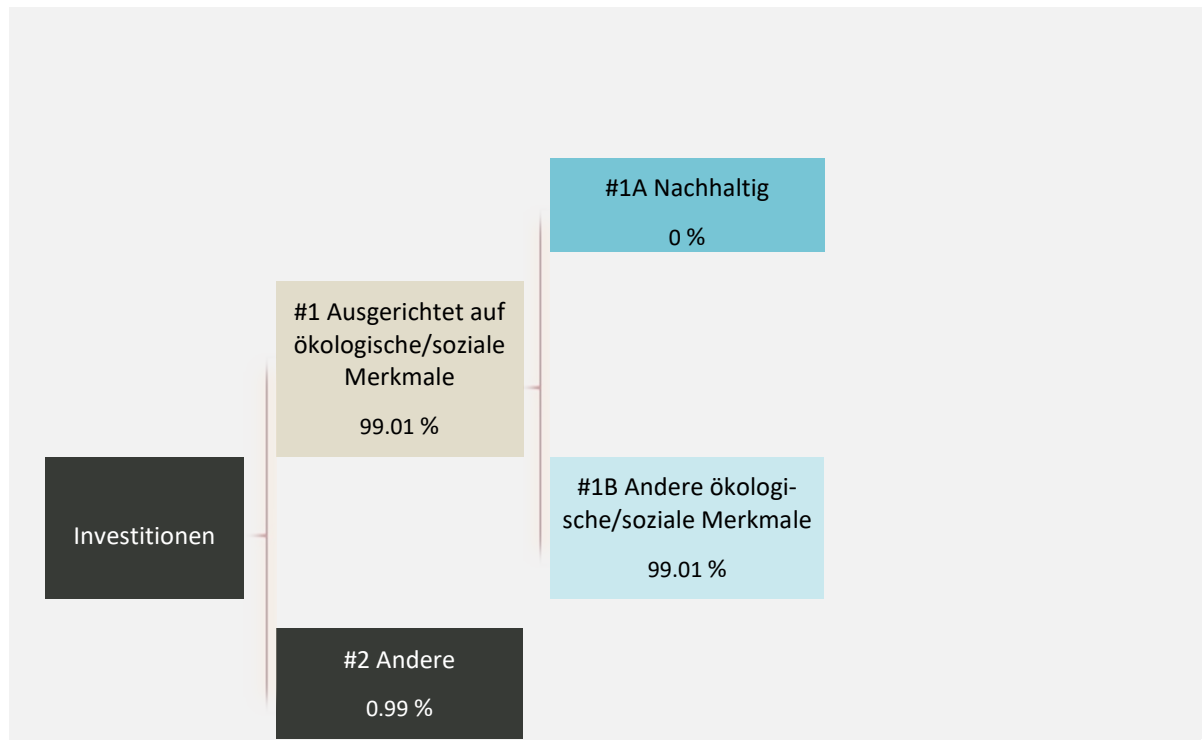 #1A Nachhaltig
0 %
#1 Ausgerichtet auf
ökologische/soziale
Merkmale
99.01 %
#1B Andere ökologi-
sche/soziale Merkmale
99.01 %
Investitionen
#2 Andere
0.99 %